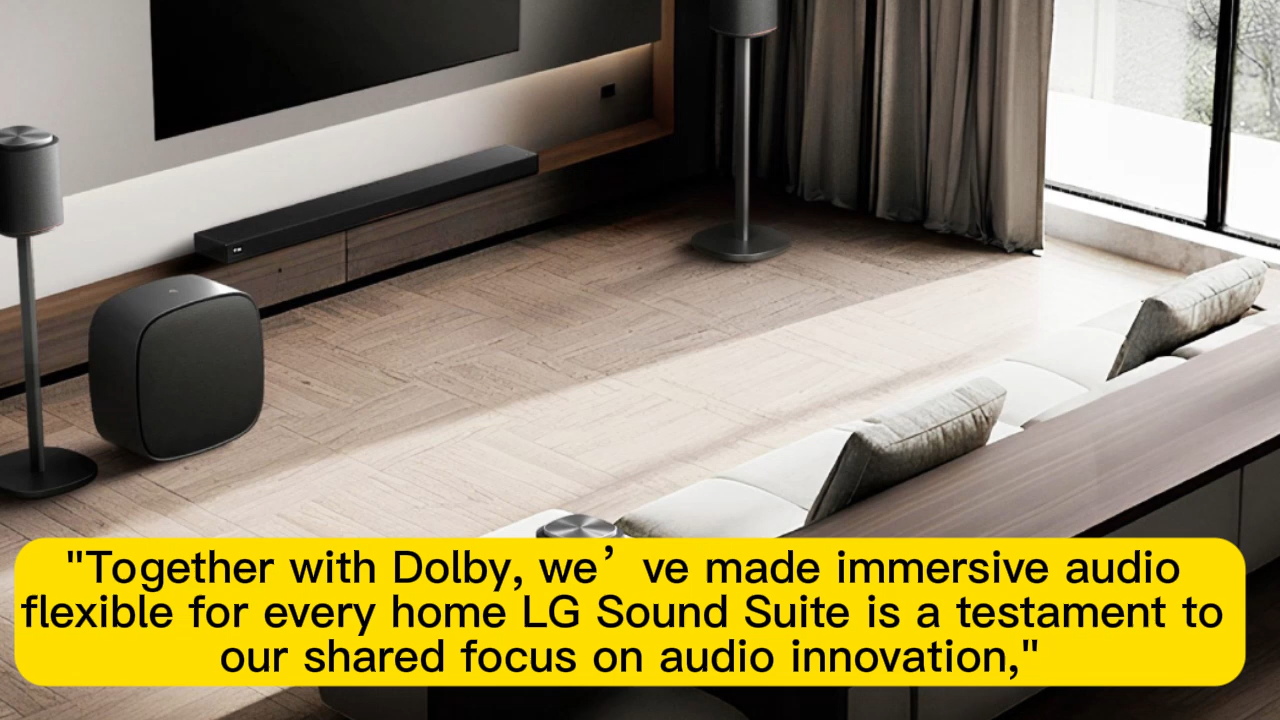 "Together with Dolby, we’ve made immersive audio
flexible for every home LG Sound Suite is a testament to
our shared focus on audio innovation,"